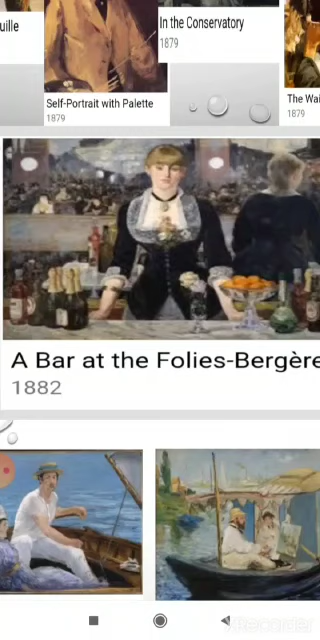 uille
In the Conservatory
1879
Self-Portrait with Palette
1879
The Wai
1879
A Bar at the Folies-Bergère
1882
Recorder